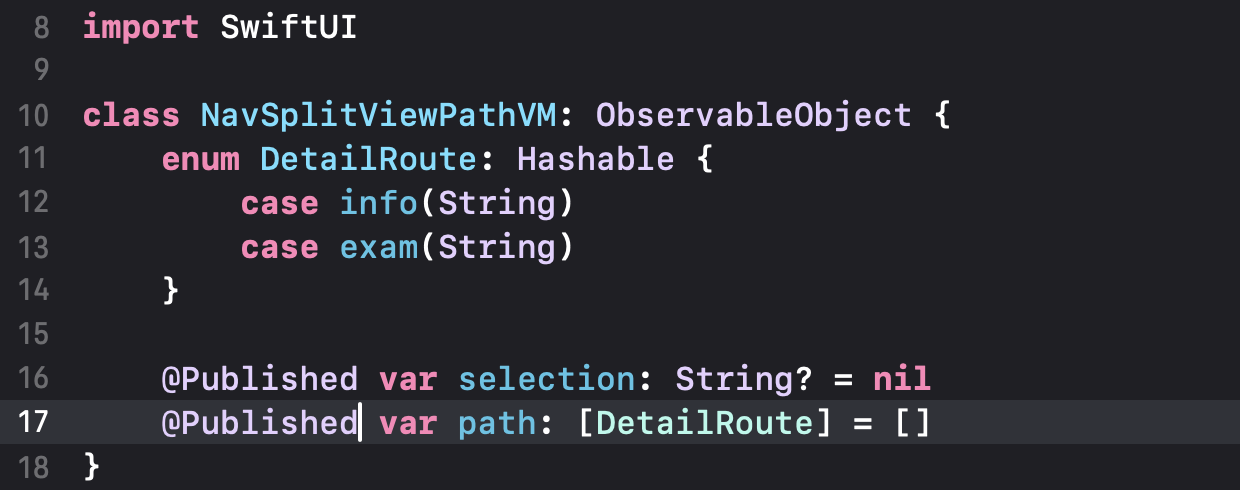 8 import SwiftUI
9
10 class NavSplitViewPathVM: ObservableObject {
11     enum DetailRoute: Hashable {
12         case info(String)
13         case exam(String)
14     }
15
16     @Published var selection: String? = nil
17     @Published var path: [DetailRoute] = []
18 }